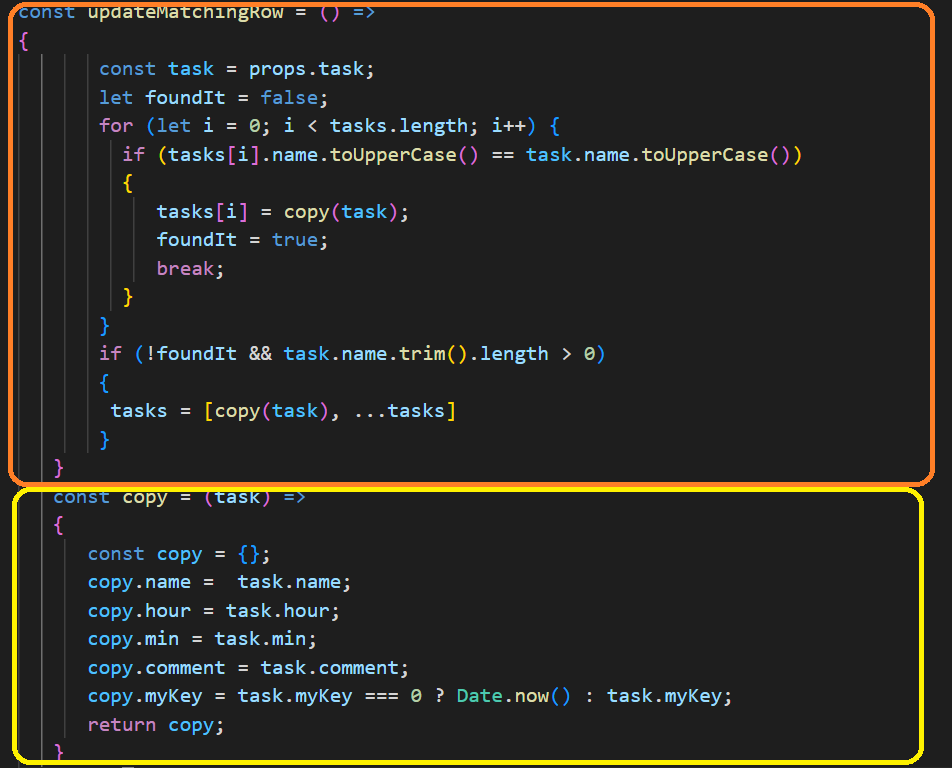 const updateMatchingRow = () =>
{
const task = props.task;
let foundIt = false;
for (let i = 0; i < tasks.length; i++) {
if (tasks[i].name.toUpperCase() == task.name.toUpperCase())
{
tasks[i] = copy(task);
foundIt = true;
break;
}
}
if (!foundIt && task.name.trim().length > 0)
{
tasks = [copy(task), ...tasks]
}
}
const copy = (task) =>
{
const copy = {};
copy.name =  task.name;
copy.hour = task.hour;
copy.min = task.min;
copy.comment = task.comment;
copy.myKey = task.myKey === 0 ? Date.now() : task.myKey;
return copy;
}